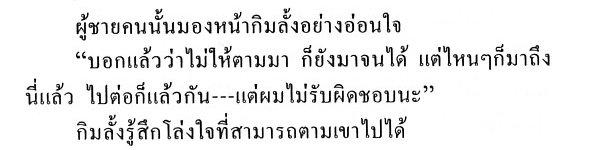 ผู้ชายคนนั้นมองหน้ากิมลั้งอย่างอ่อนใจ
“บอกแล้วว่าไม่ให้ตามมา ก็ยังมาจนได้ แต่ไหนๆก็มาถึง
นี่แล้ว ไปต่อก็แล้วกัน---แต่ผมไม่รับผิดชอบนะ”
กิมลั้งรู้สึกโล่งใจที่สามารถตามเขาไปได้